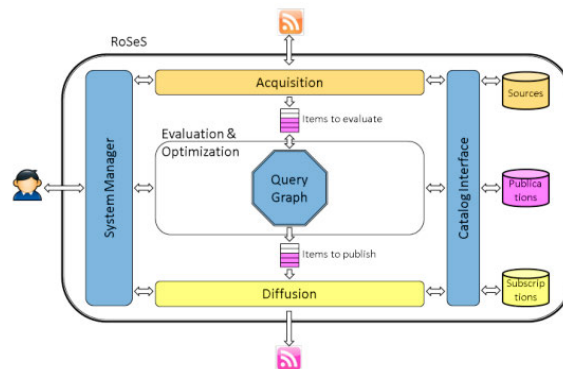 RoSeS
Acquisition
Sources
Items to evaluate
Evaluation &
Optimization
System Manager
Query
Graph
Catalog Interface
Publica
tions
Items to publish
Diffusion
Subscrip
tions